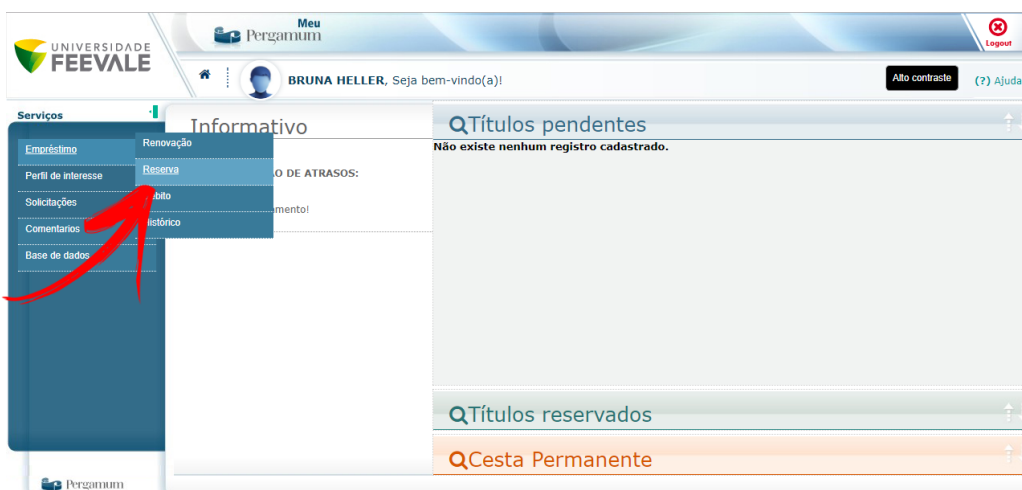 UNIVERSIDADE
FEEVALE
Meu
Pergamum
Logout
BRUNA HELLER, Seja bem-vindo(a)!
Alto contraste
(?) Ajuda
Serviços
Empréstimo
Perfil de interesse
Solicitações
Comentarios
Base de dados
Renovação
Reserva
Histórico
Informativo
O DE ATRASOS:
mento!
Títulos pendentes
Não existe nenhum registro cadastrado.
Títulos reservados
Cesta Permanente
Pergamum